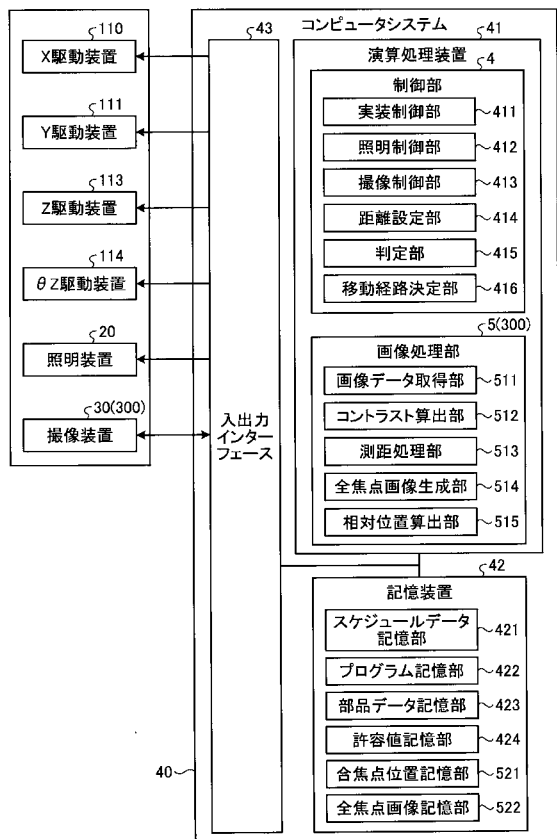 110
X駆動装置
111
Y駆動装置
113
Z駆動装置
114
θZ駆動装置
20
照明装置
30(300)
撮像装置
43
入出力
インター
フェース
コンピュータシステム
41
演算処理装置
4
制御部
実装制御部
411
照明制御部
412
撮像制御部
413
距離設定部
414
判定部
415
移動経路決定部
416
5(300)
画像処理部
画像データ取得部
511
コントラスト算出部
512
測距処理部
513
全焦点画像生成部
514
相対位置算出部
515
42
記憶装置
スケジュールデータ
記憶部
421
プログラム記憶部
422
部品データ記憶部
423
許容値記憶部
424
合焦点位置記憶部
521
全焦点画像記憶部
522
40